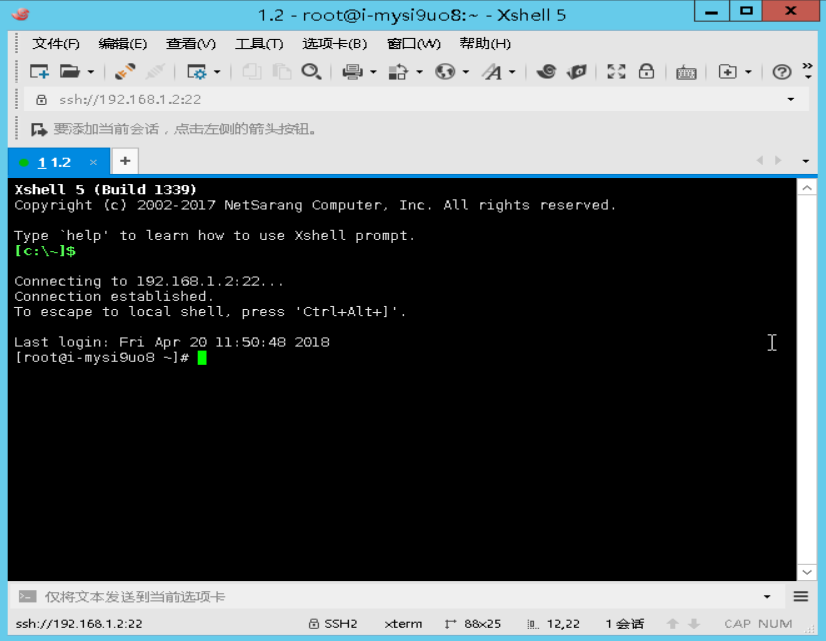 1.2 - root@i-mysi9uo8:~ - Xshell 5
文件(F) 编辑(E) 查看(V) 工具(T) 选项卡(B) 窗口(W) 帮助(H)
ssh://192.168.1.2:22
要添加当前会话，点击左侧的箭头按钮。
1 1.2 × +
Xshell 5 (Build 1339)
Copyright (c) 2002-2017 NetSarang Computer, Inc. All rights reserved.
Type `help' to learn how to use Xshell prompt.
[c:\~]$
Connecting to 192.168.1.2:22...
Connection established.
To escape to local shell, press 'Ctrl+Alt+]'.
Last login: Fri Apr 20 11:50:48 2018
[root@i-mysi9uo8 ~]#
仅将文本发送到当前选项卡
ssh://192.168.1.2:22 SSH2 xterm 88x25 12,22 1 会话 CAP NUM